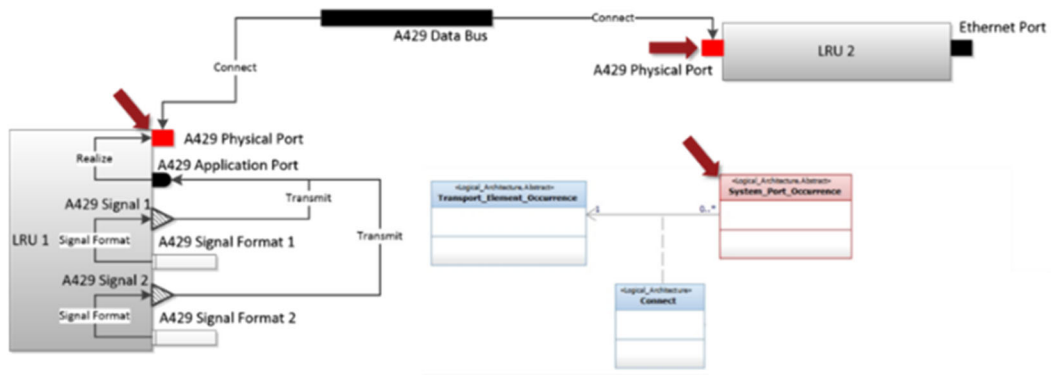 Connect
Ethernet Port
A429 Data Bus
LRU 2
A429 Physical Port
Connect
A429 Physical Port
Realize
A429 Application Port
Transmit
A429 Signal 1
LRU 1
Signal Format
A429 Signal Format 1
Transmit
A429 Signal 2
Signal Format
A429 Signal Format 2
«Logical_Architecture.Abstract»
Transport_Element_Occurrence
«Logical_Architecture.Abstract»
System_Port_Occurrence
1
0..*
«Logical_Architecture»
Connect